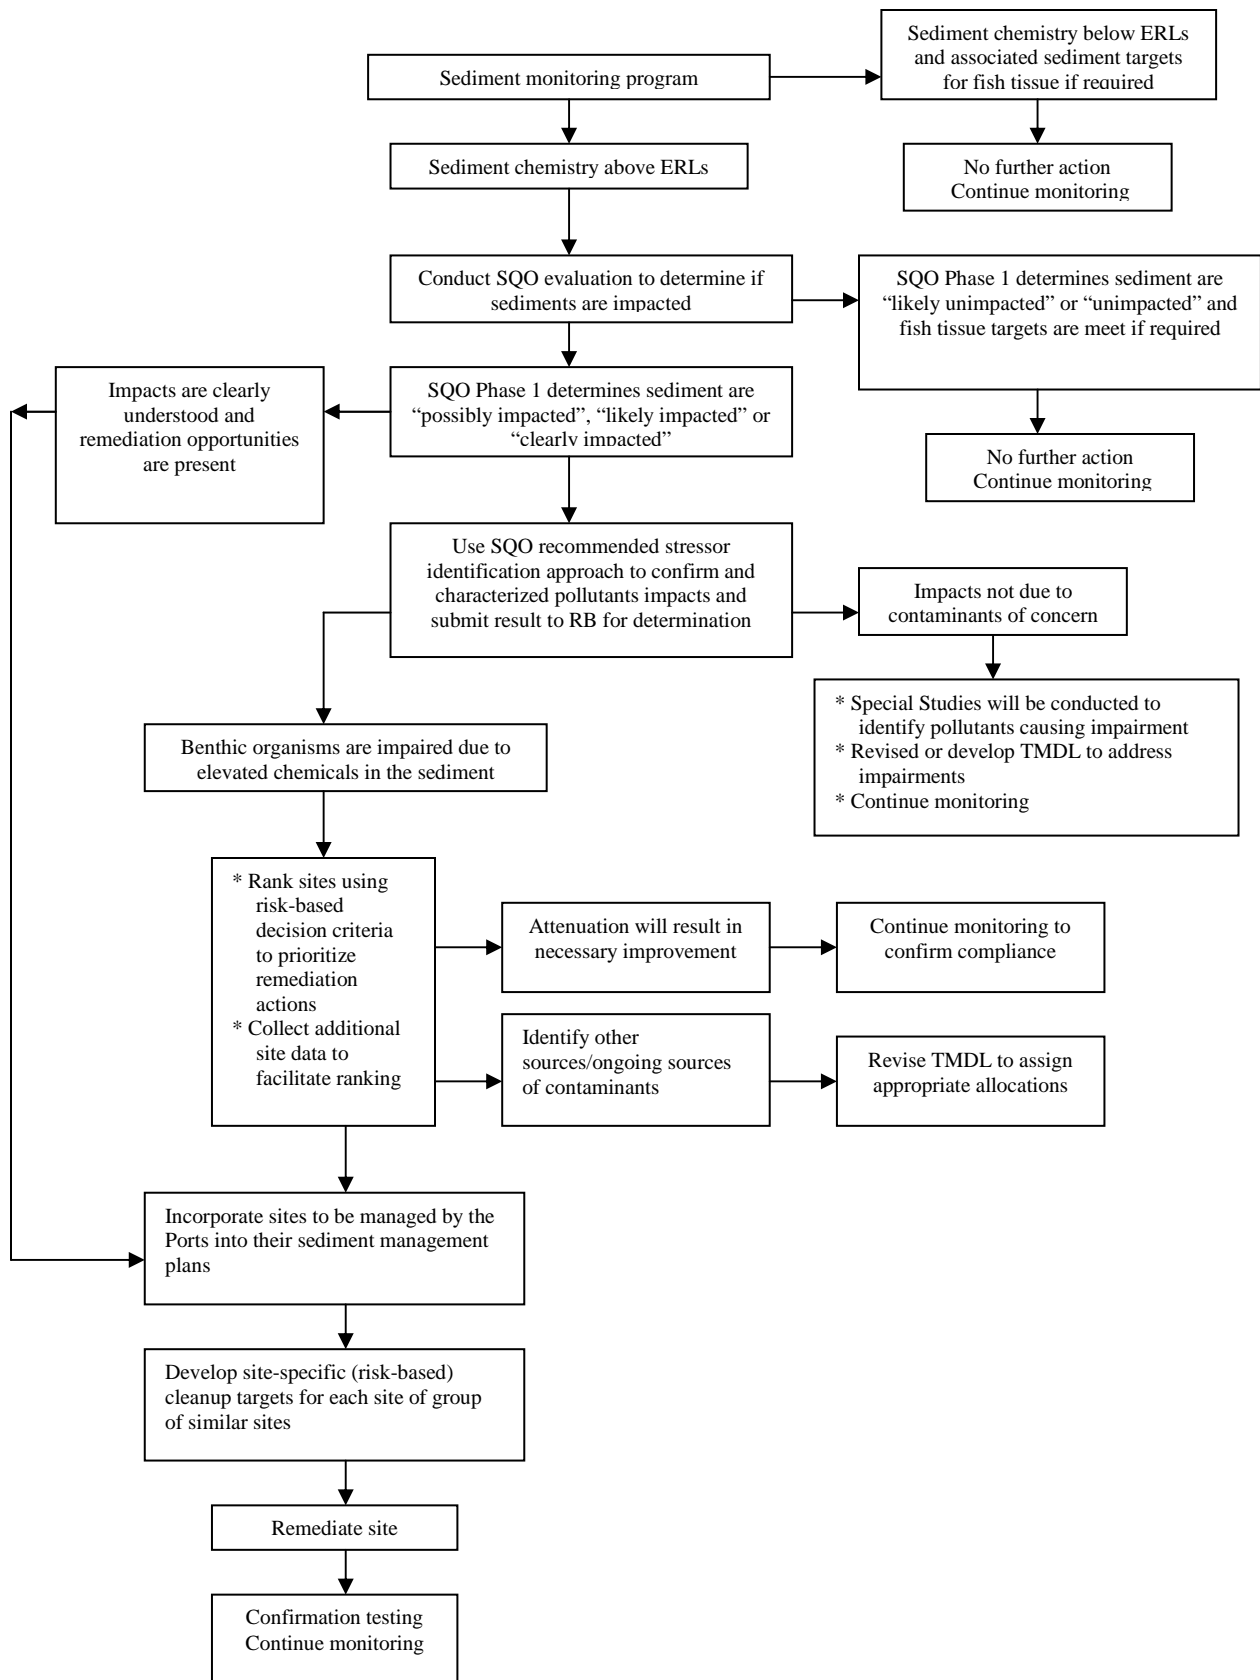 Sediment chemistry below ERLs
and associated sediment targets
for fish tissue if required
Sediment monitoring program
No further action
Continue monitoring
Sediment chemistry above ERLs
Conduct SQO evaluation to determine if
sediments are impacted
SQO Phase 1 determines sediment are
“likely unimpacted” or “unimpacted” and
fish tissue targets are meet if required
Impacts are clearly
understood and
remediation opportunities
are present
SQO Phase 1 determines sediment are
“possibly impacted”, “likely impacted” or
“clearly impacted”
No further action
Continue monitoring
Use SQO recommended stressor
identification approach to confirm and
characterized pollutants impacts and
submit result to RB for determination
Impacts not due to
contaminants of concern
* Special Studies will be conducted to
identify pollutants causing impairment
* Revised or develop TMDL to address
impairments
* Continue monitoring
Benthic organisms are impaired due to
elevated chemicals in the sediment
* Rank sites using
risk-based
decision criteria
to prioritize
remediation
actions
* Collect additional
site data to
facilitate ranking
Attenuation will result in
necessary improvement
Continue monitoring to
confirm compliance
Identify other
sources/ongoing sources
of contaminants
Revise TMDL to assign
appropriate allocations
Incorporate sites to be managed by the
Ports into their sediment management
plans
Develop site-specific (risk-based)
cleanup targets for each site of group
of similar sites
Remediate site
Confirmation testing
Continue monitoring